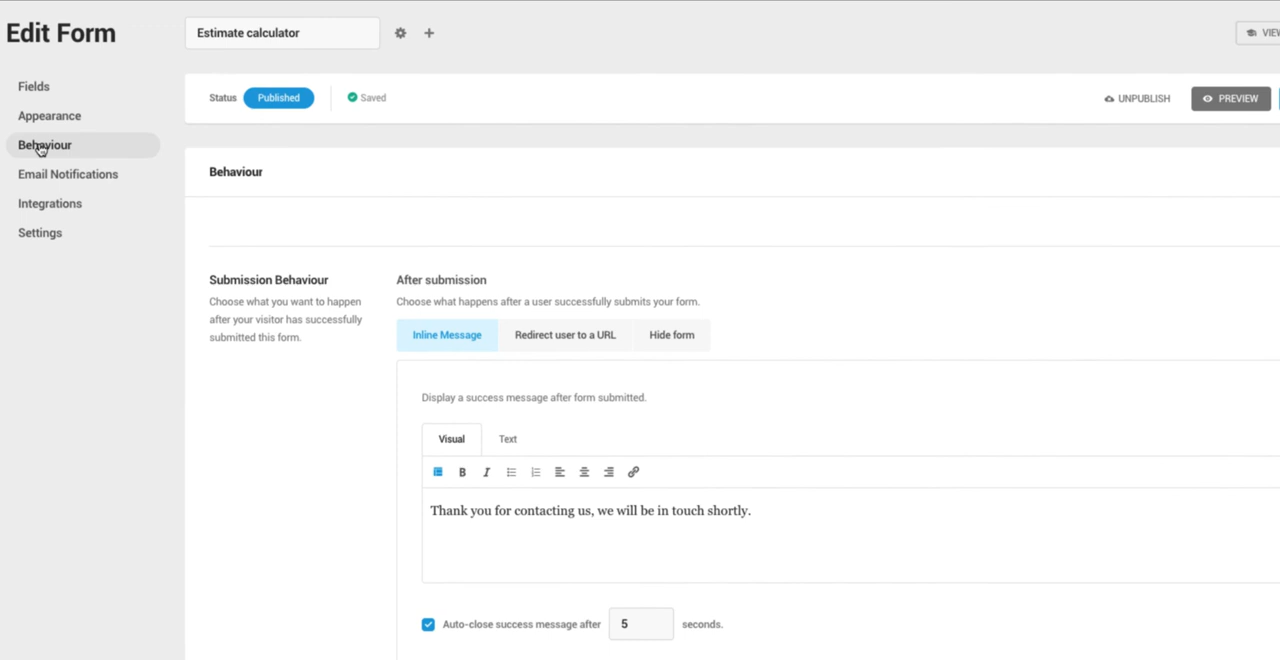 Edit Form
Estimate calculator
VIEW
Fields
Appearance
Behaviour
Email Notifications
Integrations
Settings
Status Published Saved
UNPUBLISH PREVIEW
Behaviour
Submission Behaviour
Choose what you want to happen
after your visitor has successfully
submitted this form.
After submission
Choose what happens after a user successfully submits your form.
Inline Message Redirect user to a URL Hide form
Display a success message after form submitted.
Visual Text
B I
Thank you for contacting us, we will be in touch shortly.
Auto-close success message after 5 seconds.